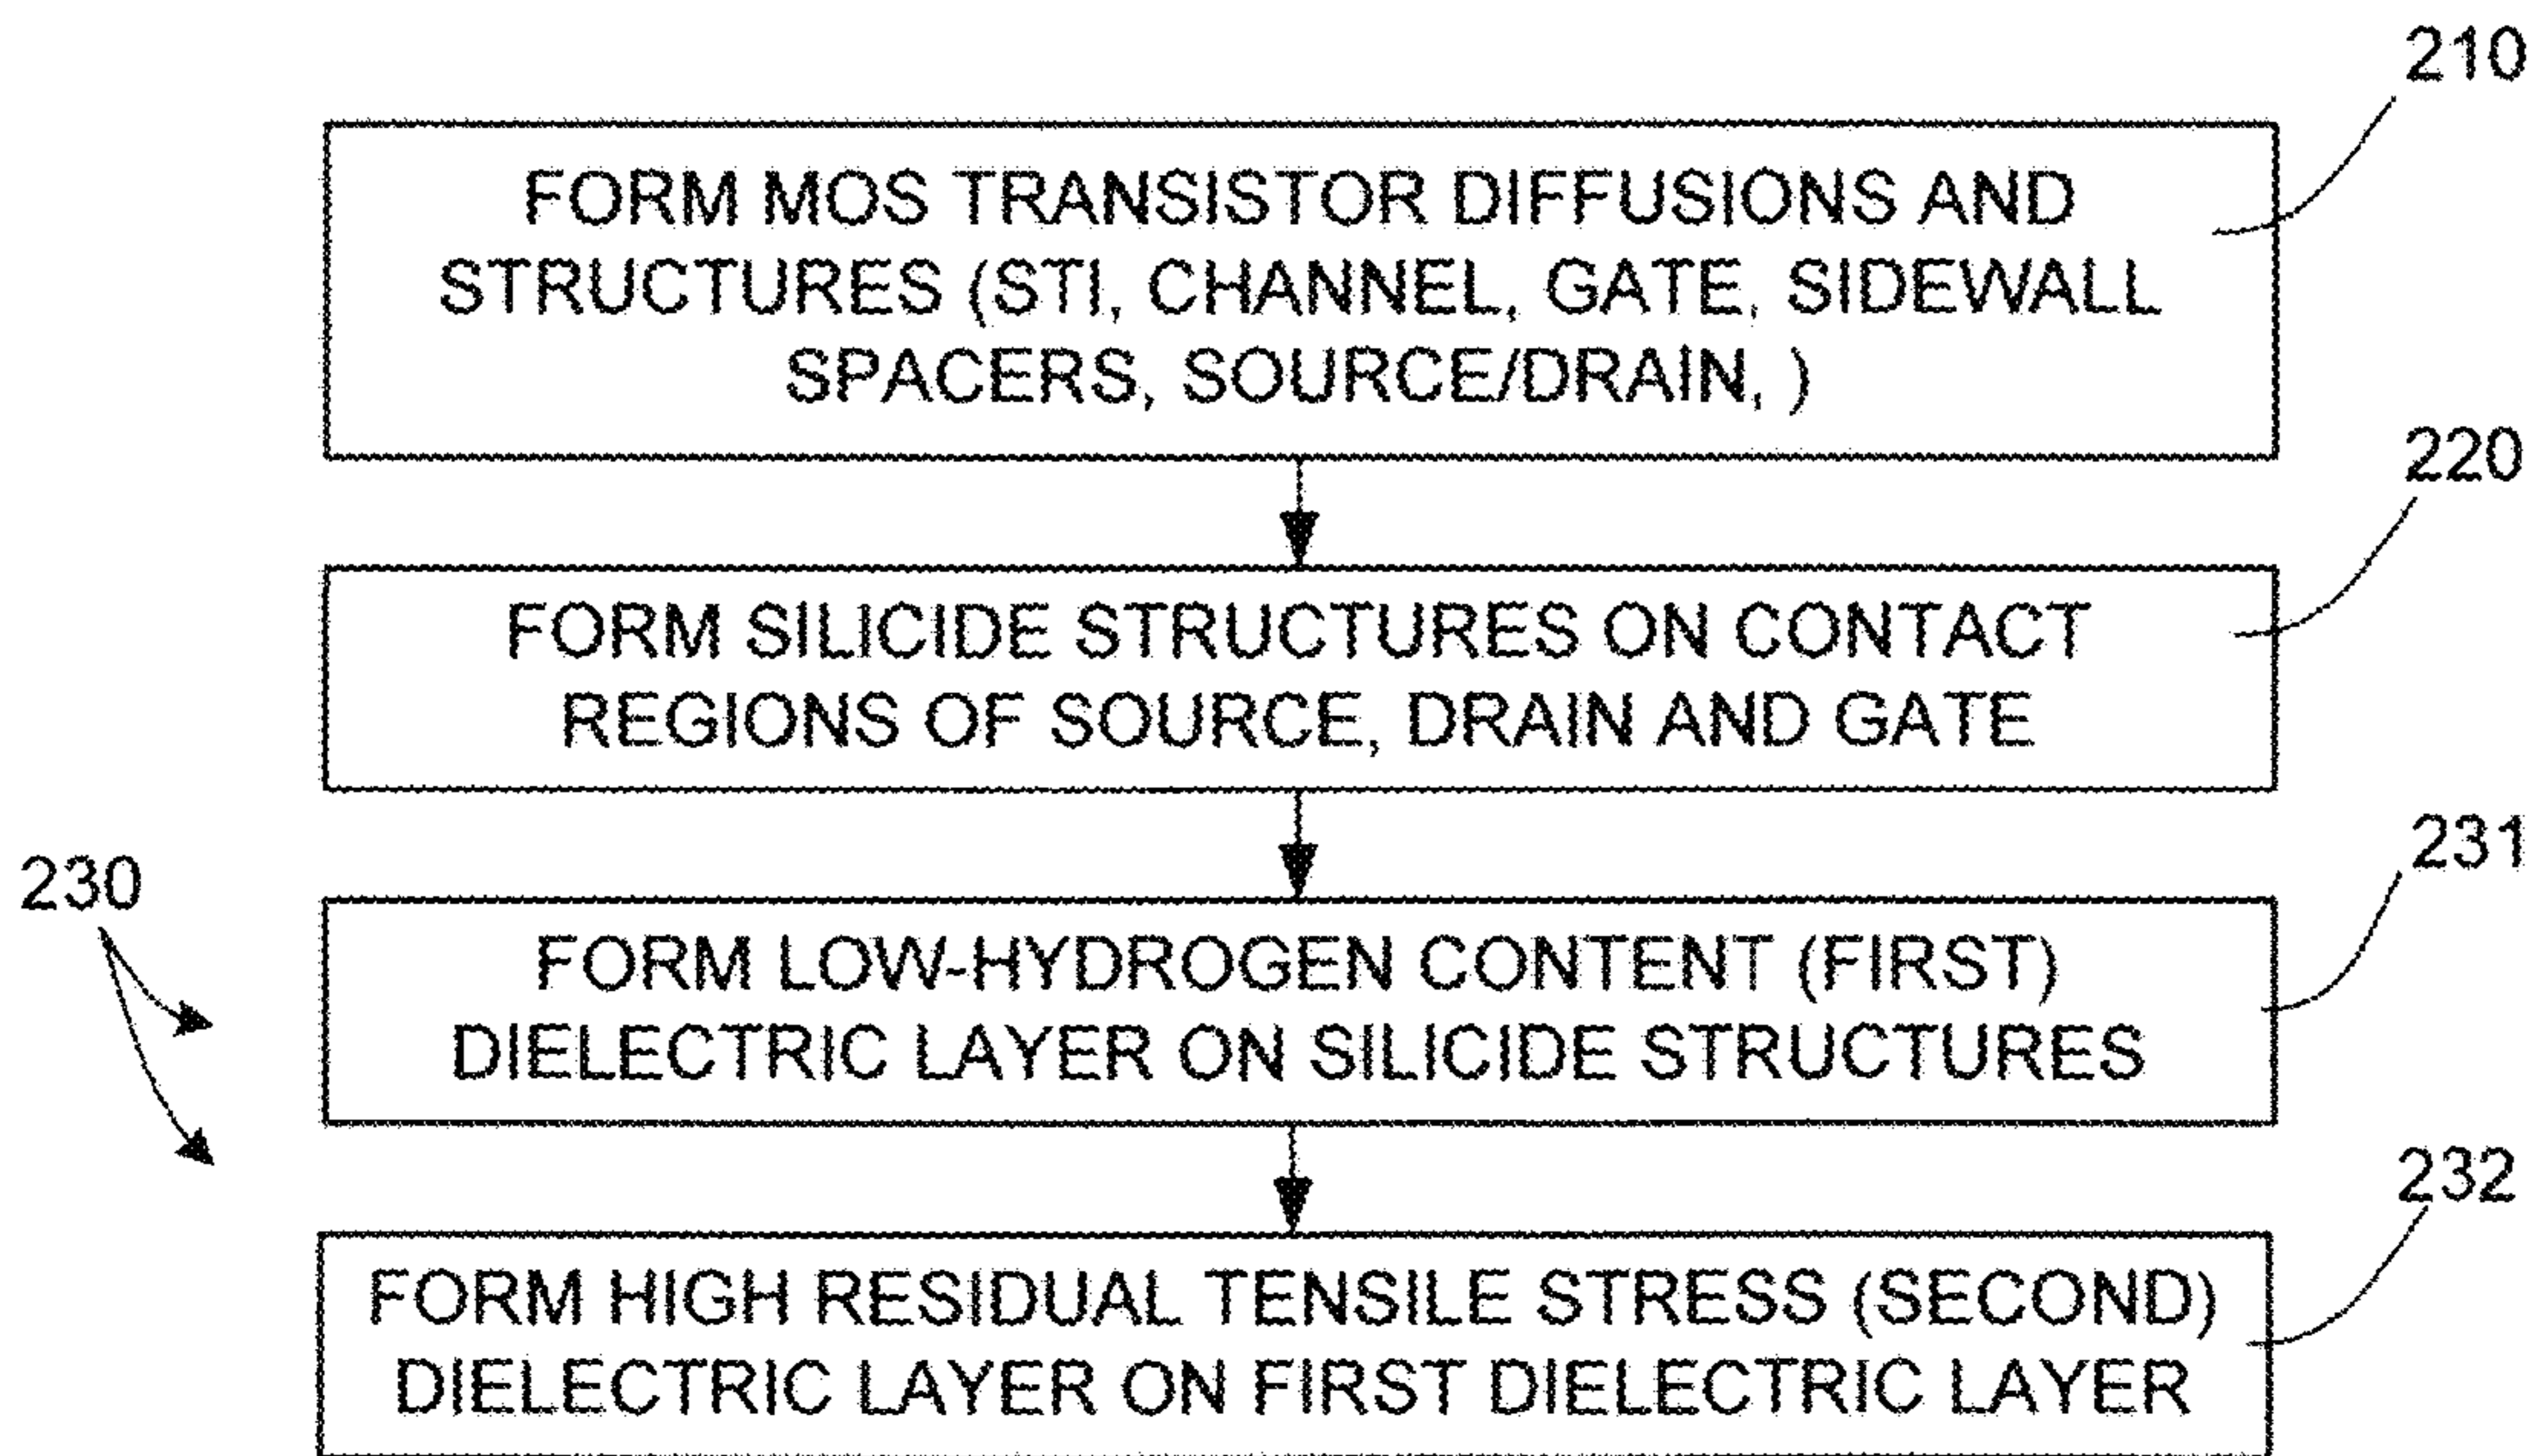 210
FORM MOS TRANSISTOR DIFFUSIONS AND
STRUCTURES (STI, CHANNEL, GATE, SIDEWALL
SPACERS, SOURCE/DRAIN, )
220
FORM SILICIDE STRUCTURES ON CONTACT
REGIONS OF SOURCE, DRAIN AND GATE
230
231
FORM LOW-HYDROGEN CONTENT (FIRST)
DIELECTRIC LAYER ON SILICIDE STRUCTURES
232
FORM HIGH RESIDUAL TENSILE STRESS (SECOND)
DIELECTRIC LAYER ON FIRST DIELECTRIC LAYER